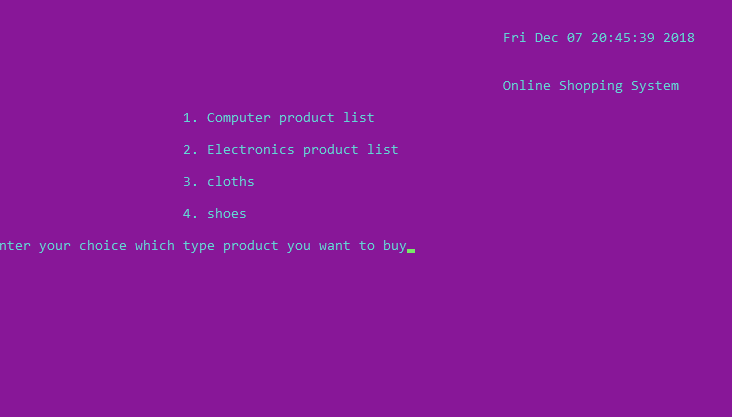 Fri Dec 07 20:45:39 2018
Online Shopping System
1. Computer product list
2. Electronics product list
3. cloths
4. shoes
nter your choice which type product you want to buy